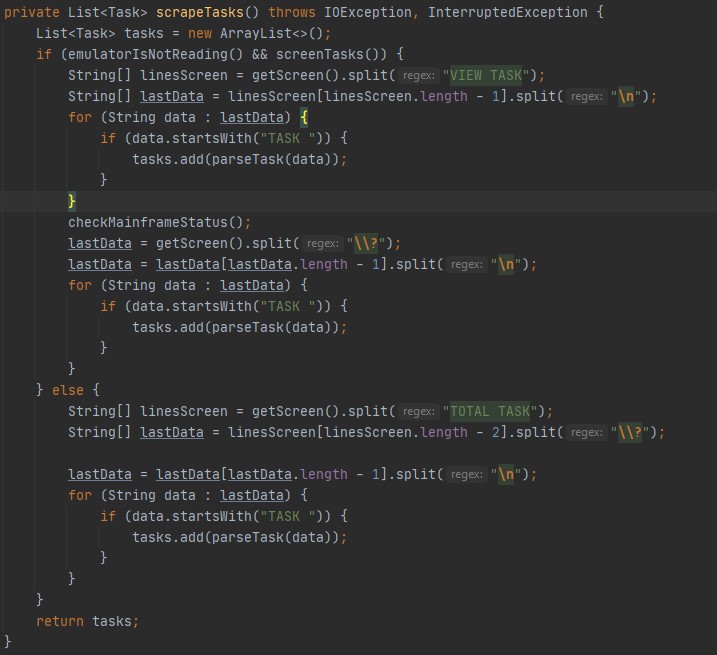 private List<Task> scrapeTasks() throws IOException, InterruptedException {
    List<Task> tasks = new ArrayList<>();
    if (emulatorIsNotReading() && screenTasks()) {
        String[] linesScreen = getScreen().split( regex: "VIEW TASK");
        String[] lastData = linesScreen[linesScreen.length - 1].split( regex: "\n");
        for (String data : lastData) {
            if (data.startsWith("TASK ")) {
                tasks.add(parseTask(data));
            }
        }
        checkMainframeStatus();
        lastData = getScreen().split( regex: "\\?");
        lastData = lastData[lastData.length - 1].split( regex: "\n");
        for (String data : lastData) {
            if (data.startsWith("TASK ")) {
                tasks.add(parseTask(data));
            }
        }
    } else {
        String[] linesScreen = getScreen().split( regex: "TOTAL TASK");
        String[] lastData = linesScreen[linesScreen.length - 2].split( regex: "\\?");

        lastData = lastData[lastData.length - 1].split( regex: "\n");
        for (String data : lastData) {
            if (data.startsWith("TASK ")) {
                tasks.add(parseTask(data));
            }
        }
    }
    return tasks;
}